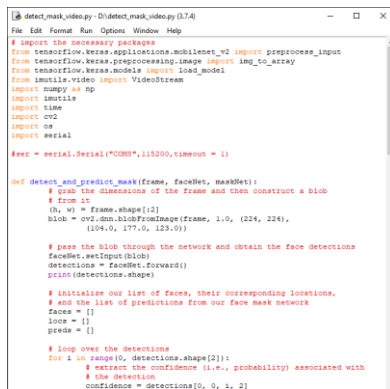 detect_mask_video.py - D:\detect_mask_video.py (3.7.4)
File Edit Format Run Options Window Help
# import the necessary packages
from tensorflow.keras.applications.mobilenet_v2 import preprocess_input
from tensorflow.keras.preprocessing.image import img_to_array
from tensorflow.keras.models import load_model
from imutils.video import VideoStream
import numpy as np
import imutils
import time
import cv2
import os
import serial

#ser = serial.Serial("COM5",115200,timeout = 1)

def detect_and_predict_mask(frame, faceNet, maskNet):
        # grab the dimensions of the frame and then construct a blob
        # from it
        (h, w) = frame.shape[:2]
        blob = cv2.dnn.blobFromImage(frame, 1.0, (224, 224),
                (104.0, 177.0, 123.0))

        # pass the blob through the network and obtain the face detections
        faceNet.setInput(blob)
        detections = faceNet.forward()
        print(detections.shape)

        # initialize our list of faces, their corresponding locations,
        # and the list of predictions from our face mask network
        faces = []
        locs = []
        preds = []

        # loop over the detections
        for i in range(0, detections.shape[2]):
                # extract the confidence (i.e., probability) associated with
                # the detection
                confidence = detections[0, 0, i, 2]